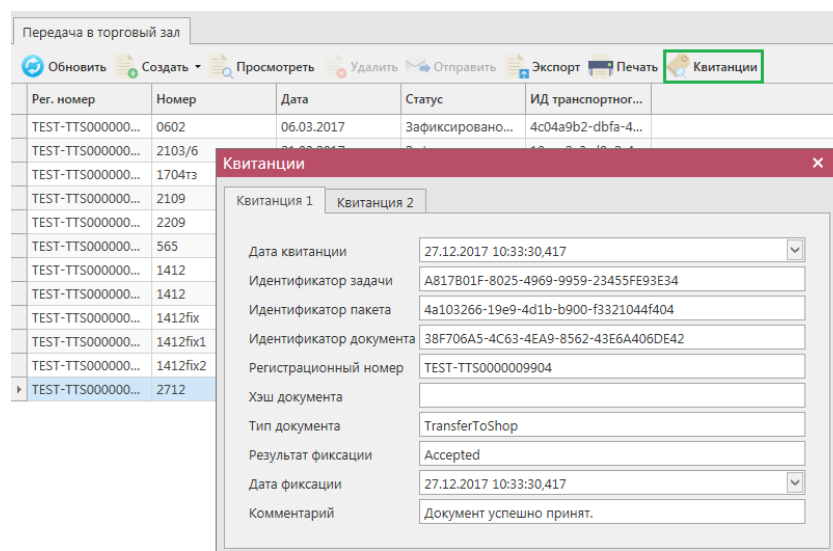 Передача в торговый зал
Обновить Создать Просмотреть Удалить Отправить Экспорт Печать Квитанции
Рег. номер Номер Дата Статус ИД транспортног...
TEST-TTS000000... 0602 06.03.2017 Зафиксировано... 4c04a9b2-dbfa-4...
TEST-TTS000000... 2103/6
TEST-TTS000000... 1704тз
TEST-TTS000000... 2109
TEST-TTS000000... 2209
TEST-TTS000000... 565
TEST-TTS000000... 1412
TEST-TTS000000... 1412
TEST-TTS000000... 1412fix
TEST-TTS000000... 1412fix1
TEST-TTS000000... 1412fix2
TEST-TTS000000... 2712
Квитанции
Квитанция 1 Квитанция 2
Дата квитанции 27.12.2017 10:33:30,417
Идентификатор задачи A817B01F-8025-4969-9959-23455FE93E34
Идентификатор пакета 4a103266-19e9-4d1b-b900-f3321044f404
Идентификатор документа 38F706A5-4C63-4EA9-8562-43E6A406DE42
Регистрационный номер TEST-TTS0000009904
Хэш документа
Тип документа TransferToShop
Результат фиксации Accepted
Дата фиксации 27.12.2017 10:33:30,417
Комментарий Документ успешно принят.